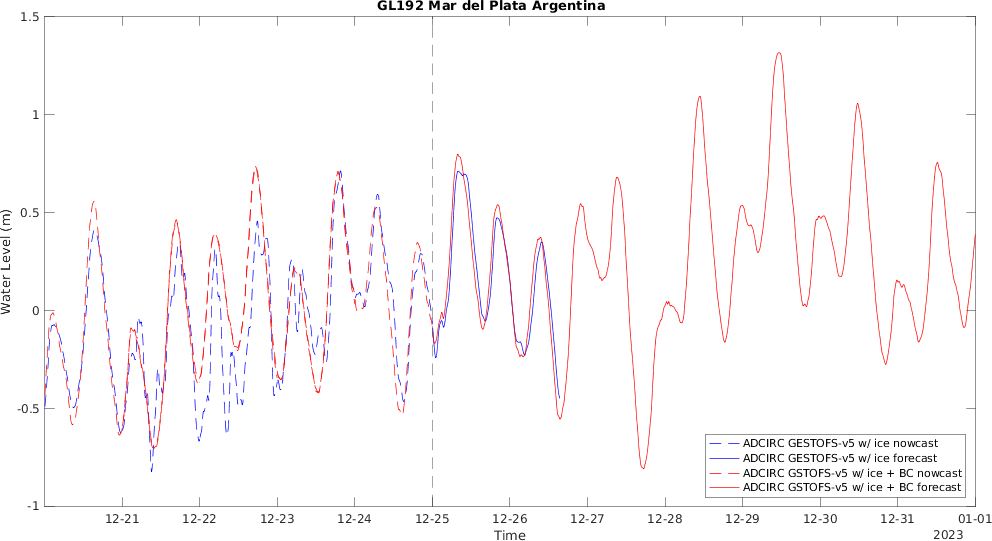 GL192 Mar del Plata Argentina
1.5
1
0.5
0
-0.5
-1
Water Level (m)
ADCIRC GESTOFS-v5 w/ ice nowcast
ADCIRC GESTOFS-v5 w/ ice forecast
ADCIRC GSTOFS-v5 w/ ice + BC nowcast
ADCIRC GSTOFS-v5 w/ ice + BC forecast
12-21 12-22 12-23 12-24 12-25 12-26 12-27 12-28 12-29 12-30 12-31 01-01
Time
2023